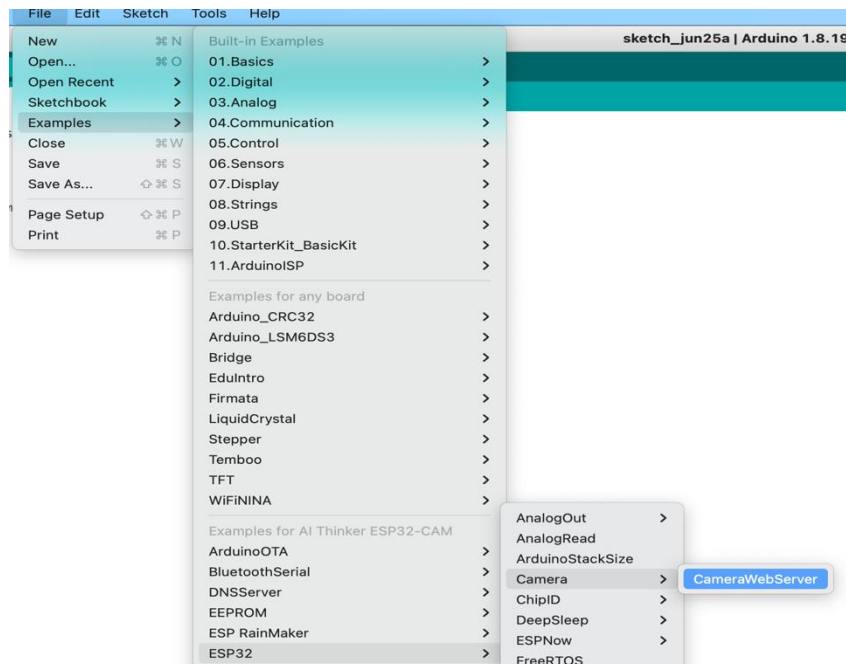 File Edit Sketch Tools Help
sketch_jun25a | Arduino 1.8.19
New ⌘ N
Open... ⌘ O
Open Recent >
Sketchbook >
Examples >
Close ⌘ W
Save ⌘ S
Save As... ⇧ ⌘ S
Page Setup ⇧ ⌘ P
Print ⌘ P
Built-in Examples
01.Basics >
02.Digital >
03.Analog >
04.Communication >
05.Control >
06.Sensors >
07.Display >
08.Strings >
09.USB >
10.StarterKit_BasicKit >
11.ArduinoISP >
Examples for any board
Arduino_CRC32 >
Arduino_LSM6DS3 >
Bridge >
EduIntro >
Firmata >
LiquidCrystal >
Stepper >
Temboo >
TFT >
WiFiNINA >
Examples for AI Thinker ESP32-CAM
ArduinoOTA >
BluetoothSerial >
DNSServer >
EEPROM >
ESP RainMaker >
ESP32 >
AnalogOut >
AnalogRead
ArduinoStackSize
Camera >
ChipID >
DeepSleep >
ESPNow >
FreeRTOS
CameraWebServer